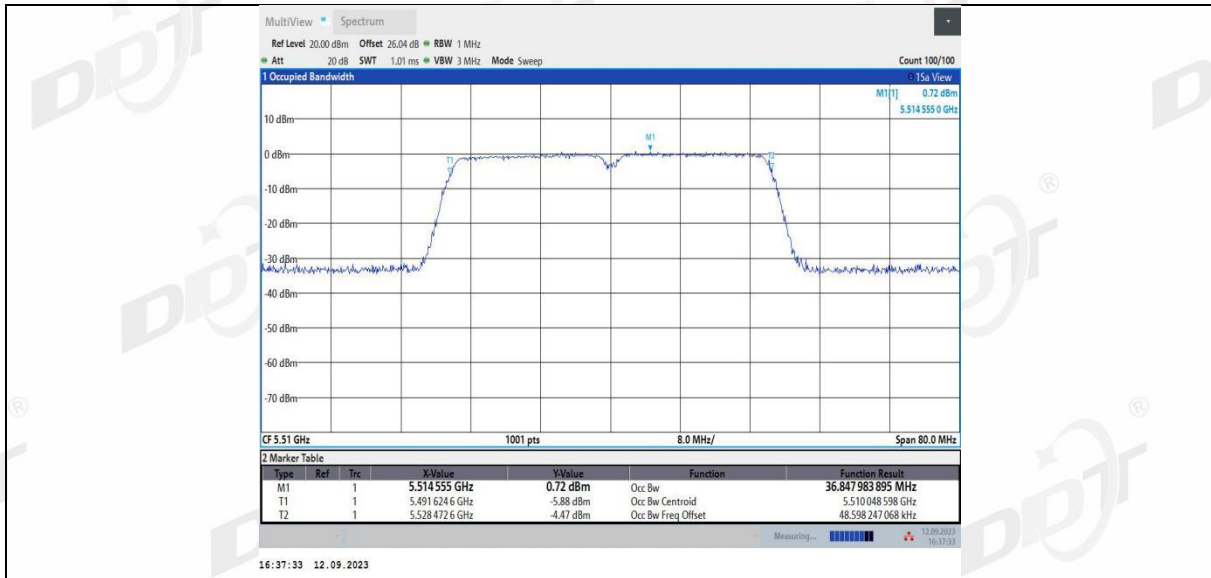 MultiView Spectrum
Ref Level 20.00 dBm Offset 26.04 dB RBW 1 MHz
Att 20 dB SWT 1.01 ms VBW 3 MHz Mode Sweep Count 100/100
1 Occupied Bandwidth 1Sa View
M1[1] 0.72 dBm
5.514 555 0 GHz
10 dBm
M1
0 dBm
T1 T2
-10 dBm
-20 dBm
-30 dBm
-40 dBm
-50 dBm
-60 dBm
-70 dBm
CF 5.51 GHz 1001 pts 8.0 MHz/ Span 80.0 MHz
2 Marker Table
Type Ref Trc X-Value Y-Value Function Function Result
M1 1 5.514 555 GHz 0.72 dBm Occ Bw 36.847 983 895 MHz
T1 1 5.491 624 6 GHz -5.88 dBm Occ Bw Centroid 5.510 048 598 GHz
T2 1 5.528 472 6 GHz -4.47 dBm Occ Bw Freq Offset 48.598 247 068 kHz
Measuring... 12.09.2023
16:37:33
16:37:33 12.09.2023
DDT
®